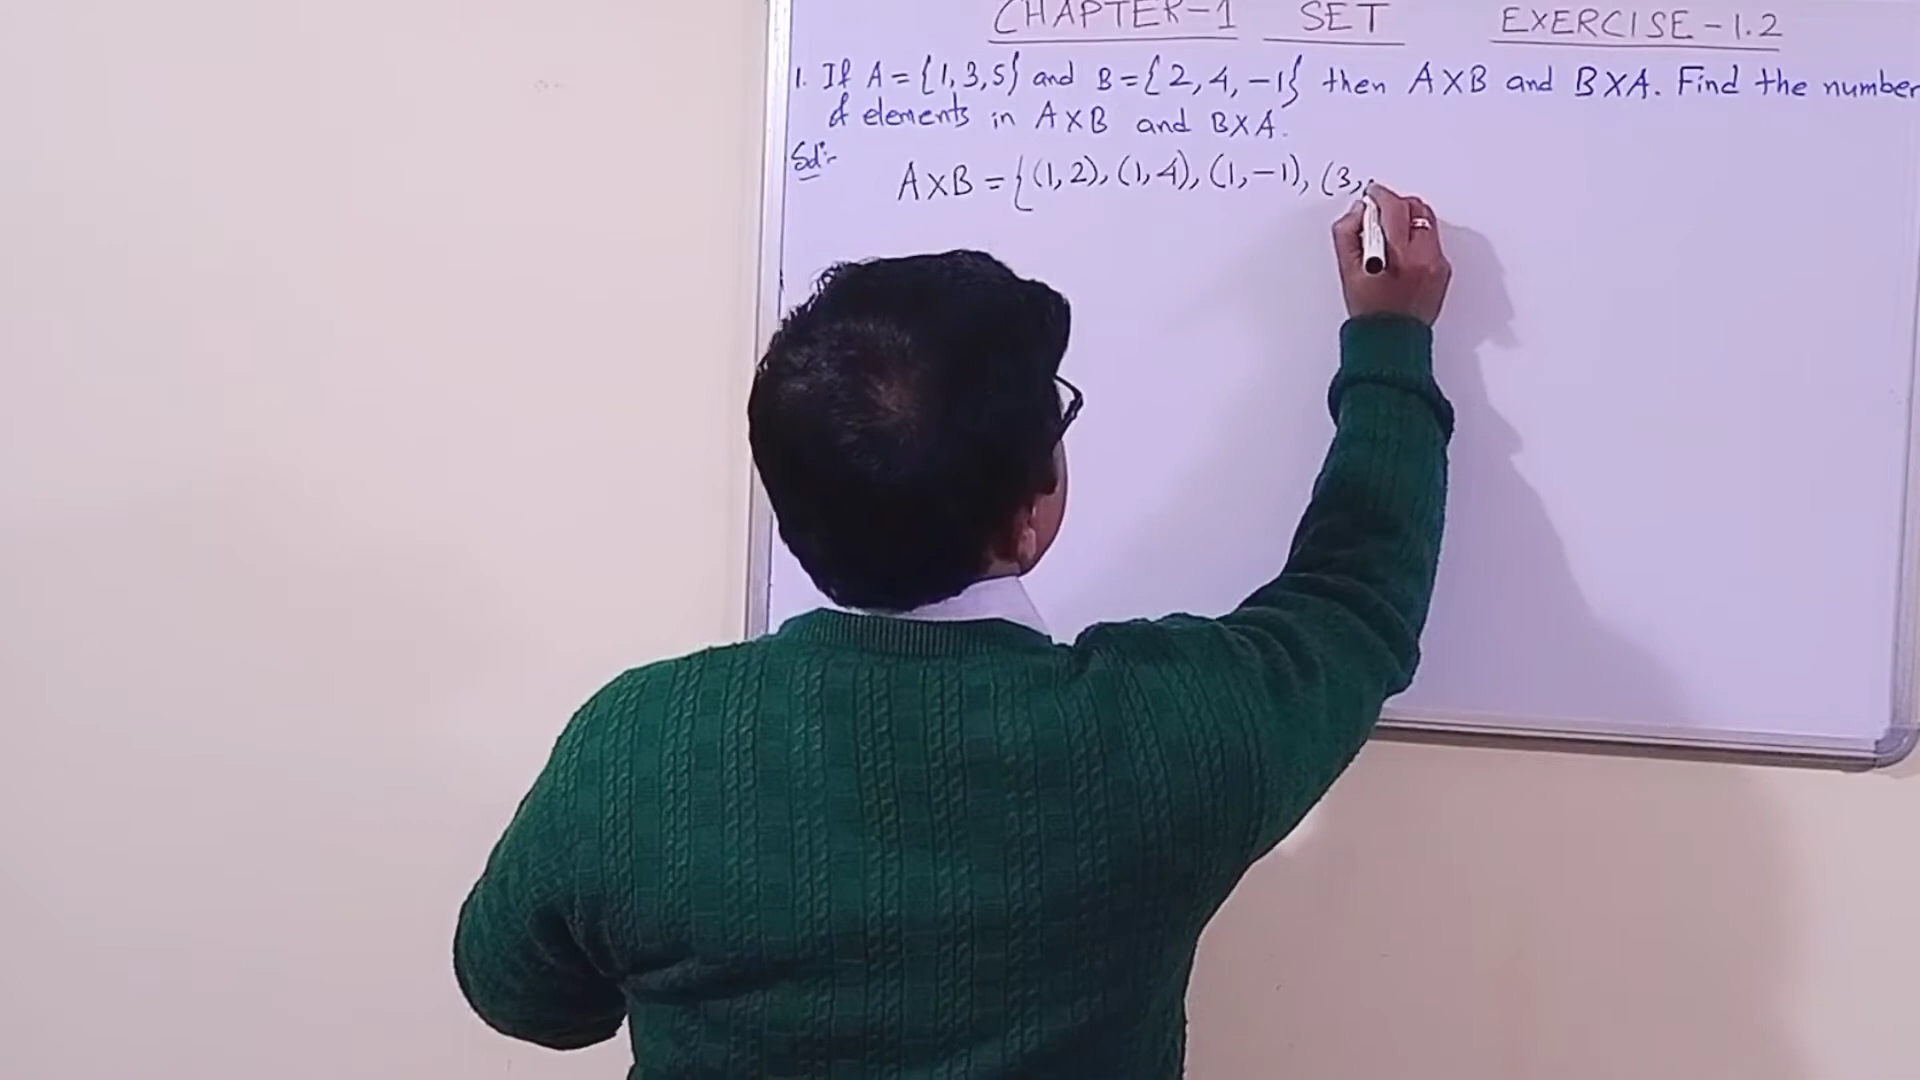 CHAPTER-1 SET EXERCISE-1.2
1. If A = {1, 3, 5} and B = {2, 4, -1} then A X B and B X A. Find the number
of elements in A X B and B X A.
Sol:-
A X B = {(1, 2), (1, 4), (1, -1), (3,